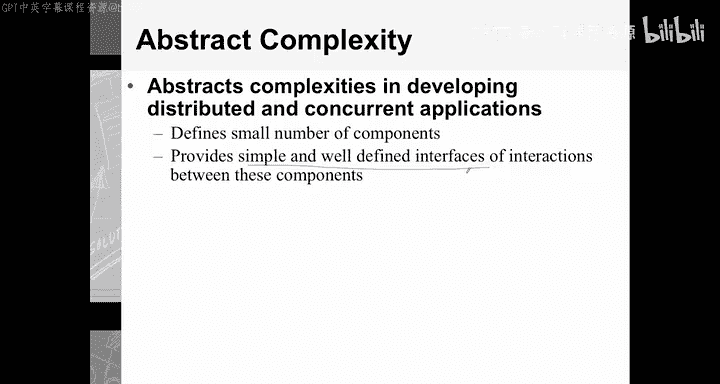 GPT中英字幕课程资源
bilibili
Abstract Complexity
• Abstracts complexities in developing
distributed and concurrent applications
– Defines small number of components
– Provides simple and well defined interfaces of interactions
between these components